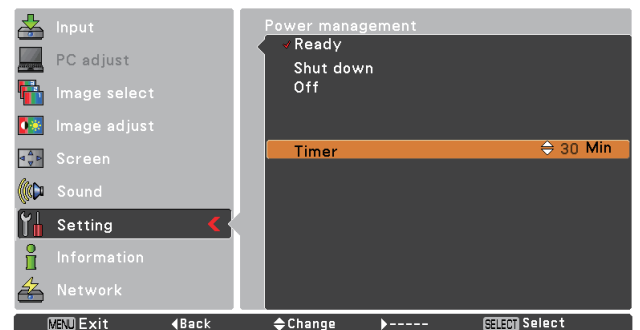 Input
PC adjust
Image select
Image adjust
Screen
Sound
Setting
Information
Network
Power management
Ready
Shut down
Off
Timer 30 Min
MENU Exit Back Change ----- SELECT Select